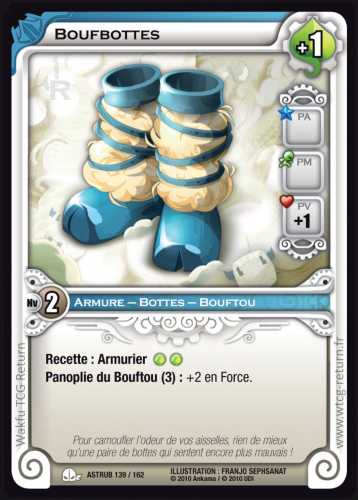 BOUFBOTTES
+1
PA
PM
PV
+1
Nv 2
ARMURE – BOTTES – BOUFTOU
Recette : Armurier
Panoplie du Bouftou (3) : +2 en Force.
Pour camoufler l'odeur de vos aisselles, rien de mieux
qu'une paire de bottes qui sentent encore plus mauvais !
ASTRUB 139 / 162
ILLUSTRATION : FRANJO SEPHSANAT
© 2010 Ankama / © 2010 UDI
Wakfu TCG Return
www.wtcg-return.fr